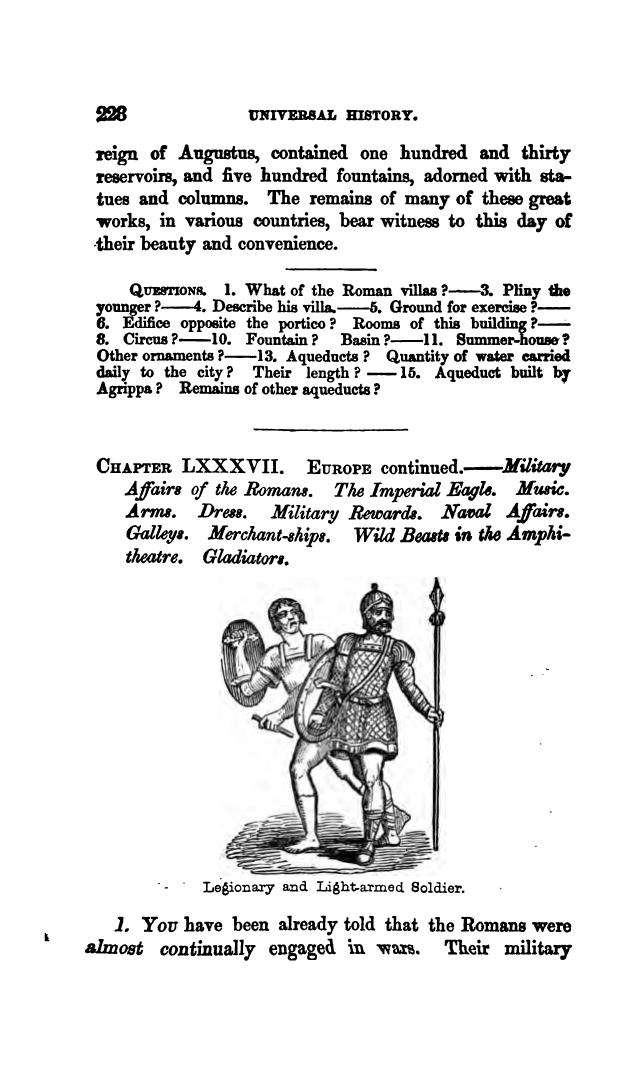 228 UNIVERSAL HISTORY.
reign of Augustus, contained one hundred and thirty
reservoirs, and five hundred fountains, adorned with sta-
tues and columns. The remains of many of these great
works, in various countries, bear witness to this day of
their beauty and convenience.
QUESTIONS. 1. What of the Roman villas?——3. Pliny the
younger?——4. Describe his villa.——5. Ground for exercise?——
6. Edifice opposite the portico? Rooms of this building?——
8. Circus?——10. Fountain? Basin?——11. Summer-house?
Other ornaments?——13. Aqueducts? Quantity of water carried
daily to the city? Their length?——15. Aqueduct built by
Agrippa? Remains of other aqueducts?
CHAPTER LXXXVII. EUROPE continued.——Military
Affairs of the Romans. The Imperial Eagle. Music.
Arms. Dress. Military Rewards. Naval Affairs.
Galleys. Merchant-ships. Wild Beasts in the Amphi-
theatre. Gladiators.
Legionary and Light-armed Soldier.
1. YOU have been already told that the Romans were
almost continually engaged in wars. Their military